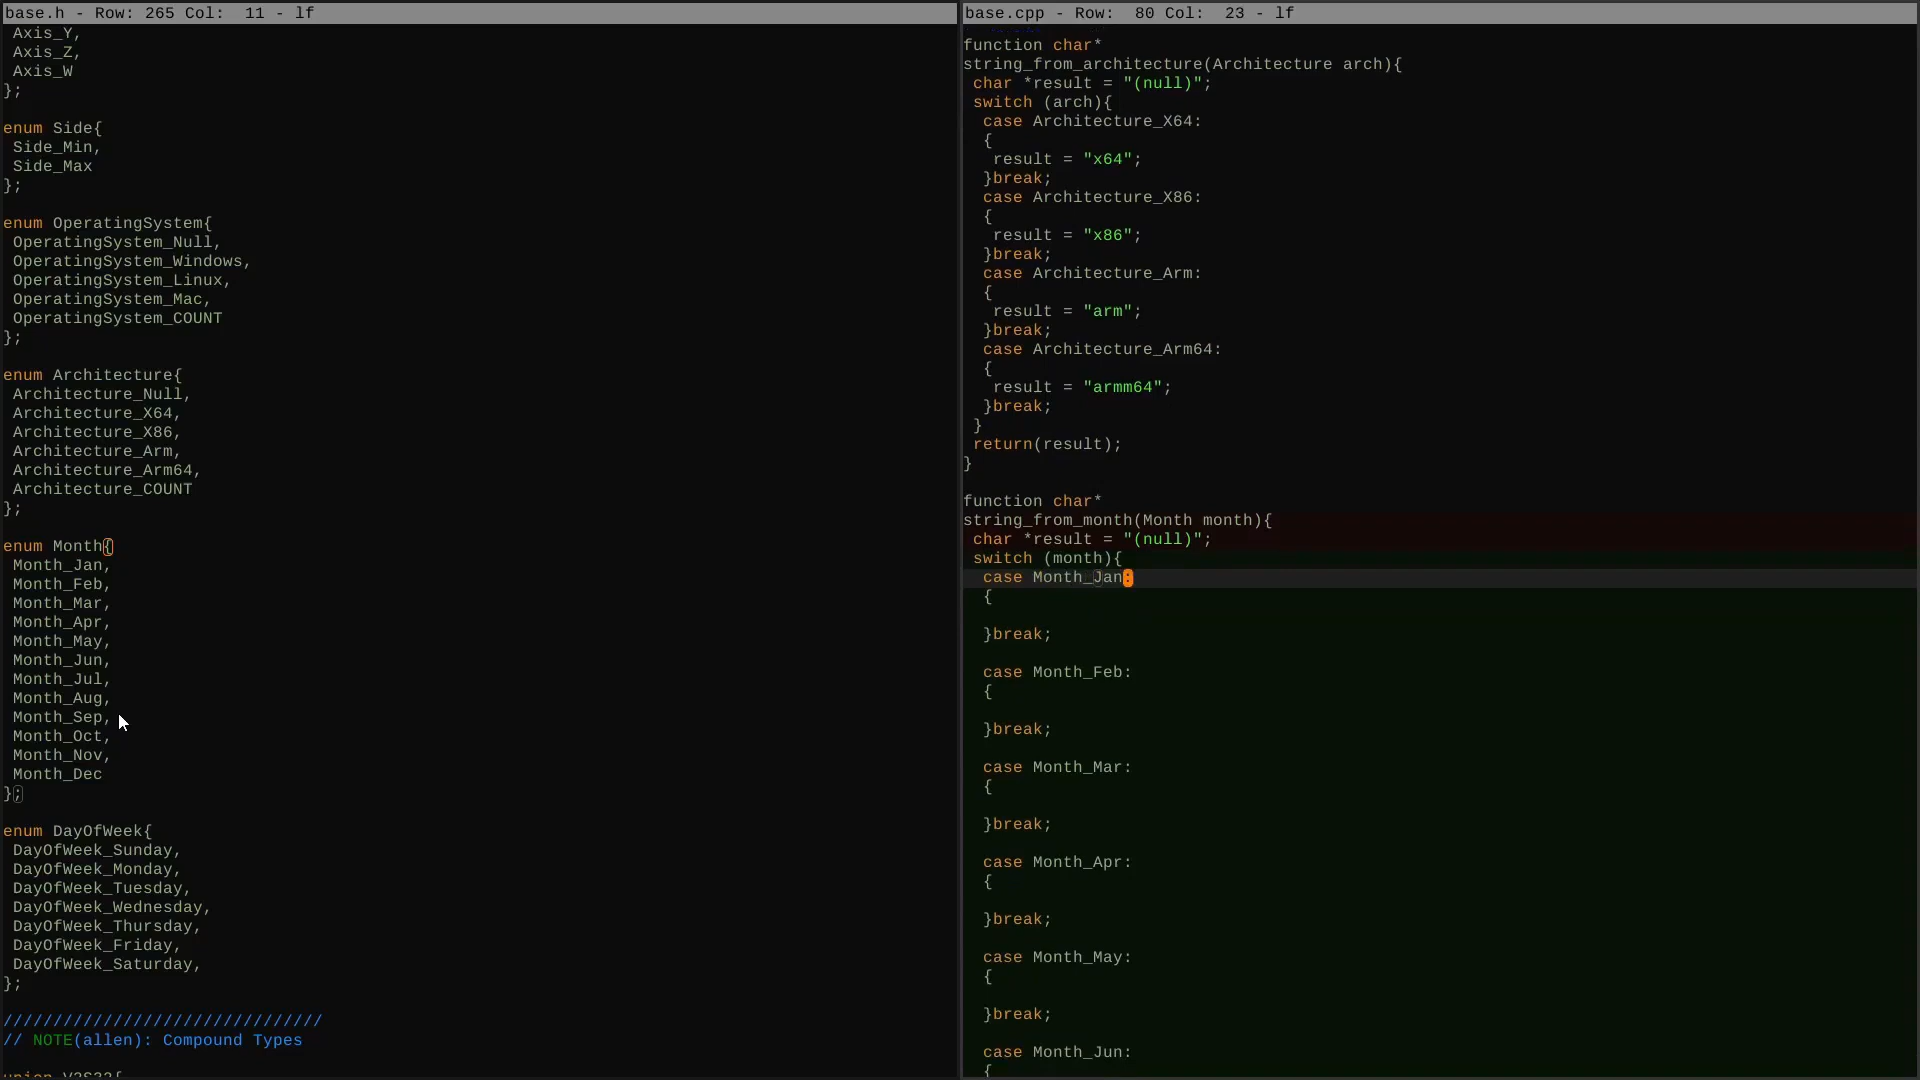 base.h - Row: 265 Col:  11 - lf
Axis_Y,
Axis_Z,
Axis_W
};
enum Side{
Side_Min,
Side_Max
};
enum OperatingSystem{
OperatingSystem_Null,
OperatingSystem_Windows,
OperatingSystem_Linux,
OperatingSystem_Mac,
OperatingSystem_COUNT
};
enum Architecture{
Architecture_Null,
Architecture_X64,
Architecture_X86,
Architecture_Arm,
Architecture_Arm64,
Architecture_COUNT
};
enum Month{
Month_Jan,
Month_Feb,
Month_Mar,
Month_Apr,
Month_May,
Month_Jun,
Month_Jul,
Month_Aug,
Month_Sep,
Month_Oct,
Month_Nov,
Month_Dec
};
enum DayOfWeek{
DayOfWeek_Sunday,
DayOfWeek_Monday,
DayOfWeek_Tuesday,
DayOfWeek_Wednesday,
DayOfWeek_Thursday,
DayOfWeek_Friday,
DayOfWeek_Saturday,
};
////////////////////////////////
// NOTE(allen): Compound Types
union V2S32{
base.cpp - Row:  80 Col:  23 - lf
function char*
string_from_architecture(Architecture arch){
char *result = "(null)";
switch (arch){
case Architecture_X64:
{
result = "x64";
}break;
case Architecture_X86:
{
result = "x86";
}break;
case Architecture_Arm:
{
result = "arm";
}break;
case Architecture_Arm64:
{
result = "armm64";
}break;
}
return(result);
}
function char*
string_from_month(Month month){
char *result = "(null)";
switch (month){
case Month_Jan:
{
}break;
case Month_Feb:
{
}break;
case Month_Mar:
{
}break;
case Month_Apr:
{
}break;
case Month_May:
{
}break;
case Month_Jun:
{